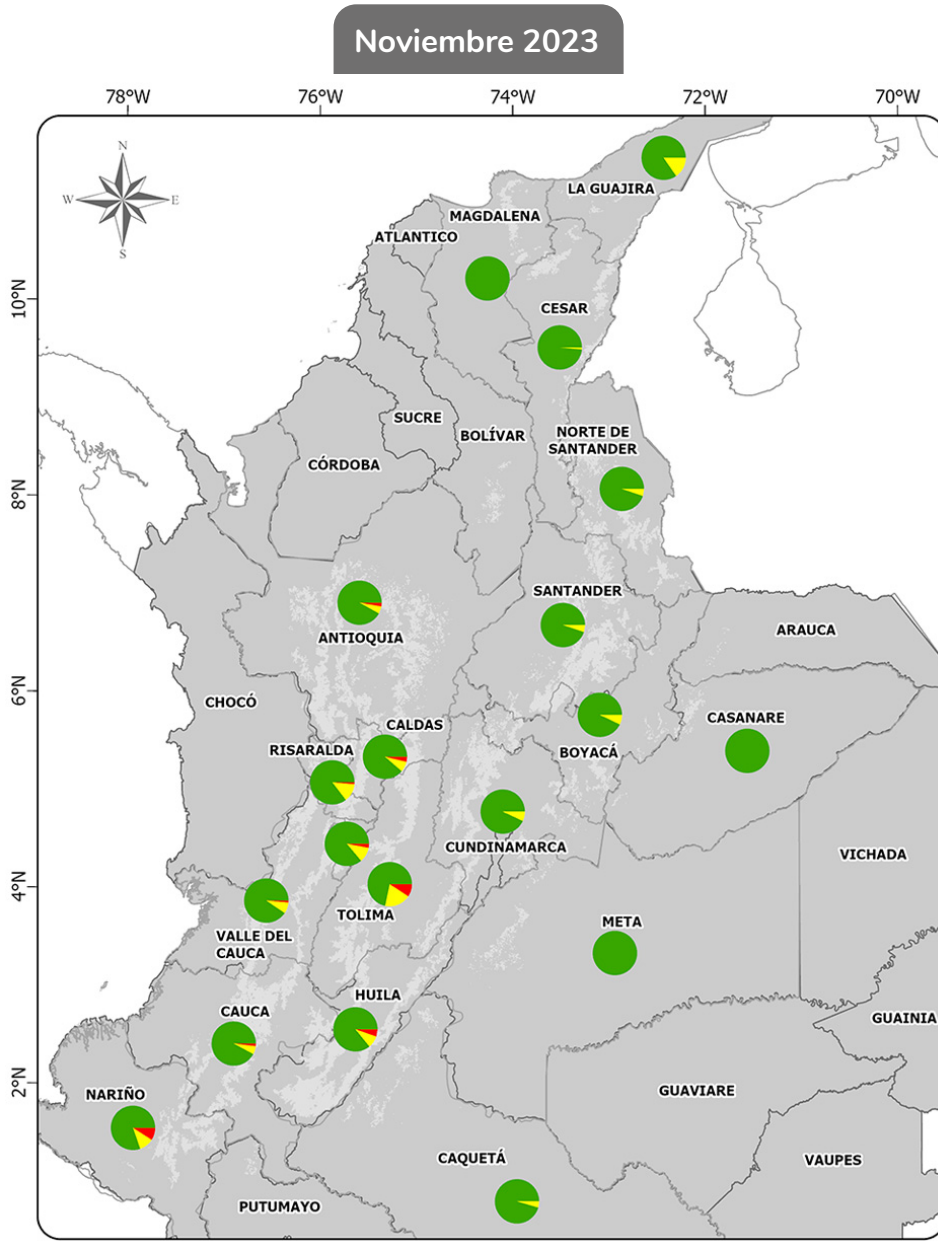 Noviembre 2023
78°W
76°W
74°W
72°W
70°W
N
W
E
S
LA GUAJIRA
MAGDALENA
ATLANTICO
10°N
CESAR
SUCRE
BOLÍVAR
NORTE DE
SANTANDER
CÓRDOBA
8°N
SANTANDER
ANTIOQUIA
ARAUCA
6°N
CHOCÓ
CALDAS
CASANARE
RISARALDA
BOYACÁ
CUNDINAMARCA
VICHADA
4°N
TOLIMA
META
VALLE DEL
CAUCA
HUILA
CAUCA
GUAINIA
2°N
NARIÑO
GUAVIARE
CAQUETÁ
VAUPES
PUTUMAYO